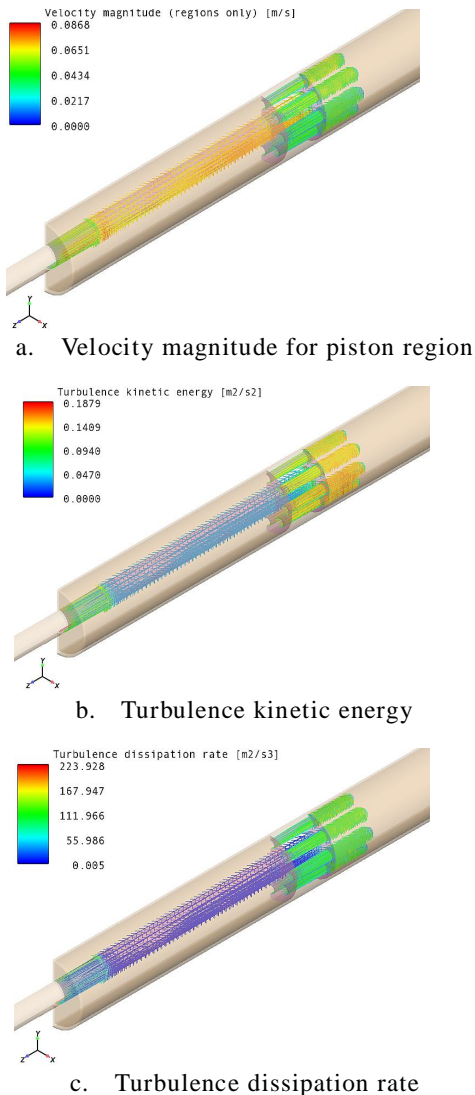 Velocity magnitude (regions only) [m/s]
0.0868
0.0651
0.0434
0.0217
0.0000
Y
Z X
a. Velocity magnitude for piston region
Turbulence kinetic energy [m2/s2]
0.1879
0.1409
0.0940
0.0470
0.0000
Y
Z X
b. Turbulence kinetic energy
Turbulence dissipation rate [m2/s3]
223.928
167.947
111.966
55.986
0.005
Y
Z X
c. Turbulence dissipation rate